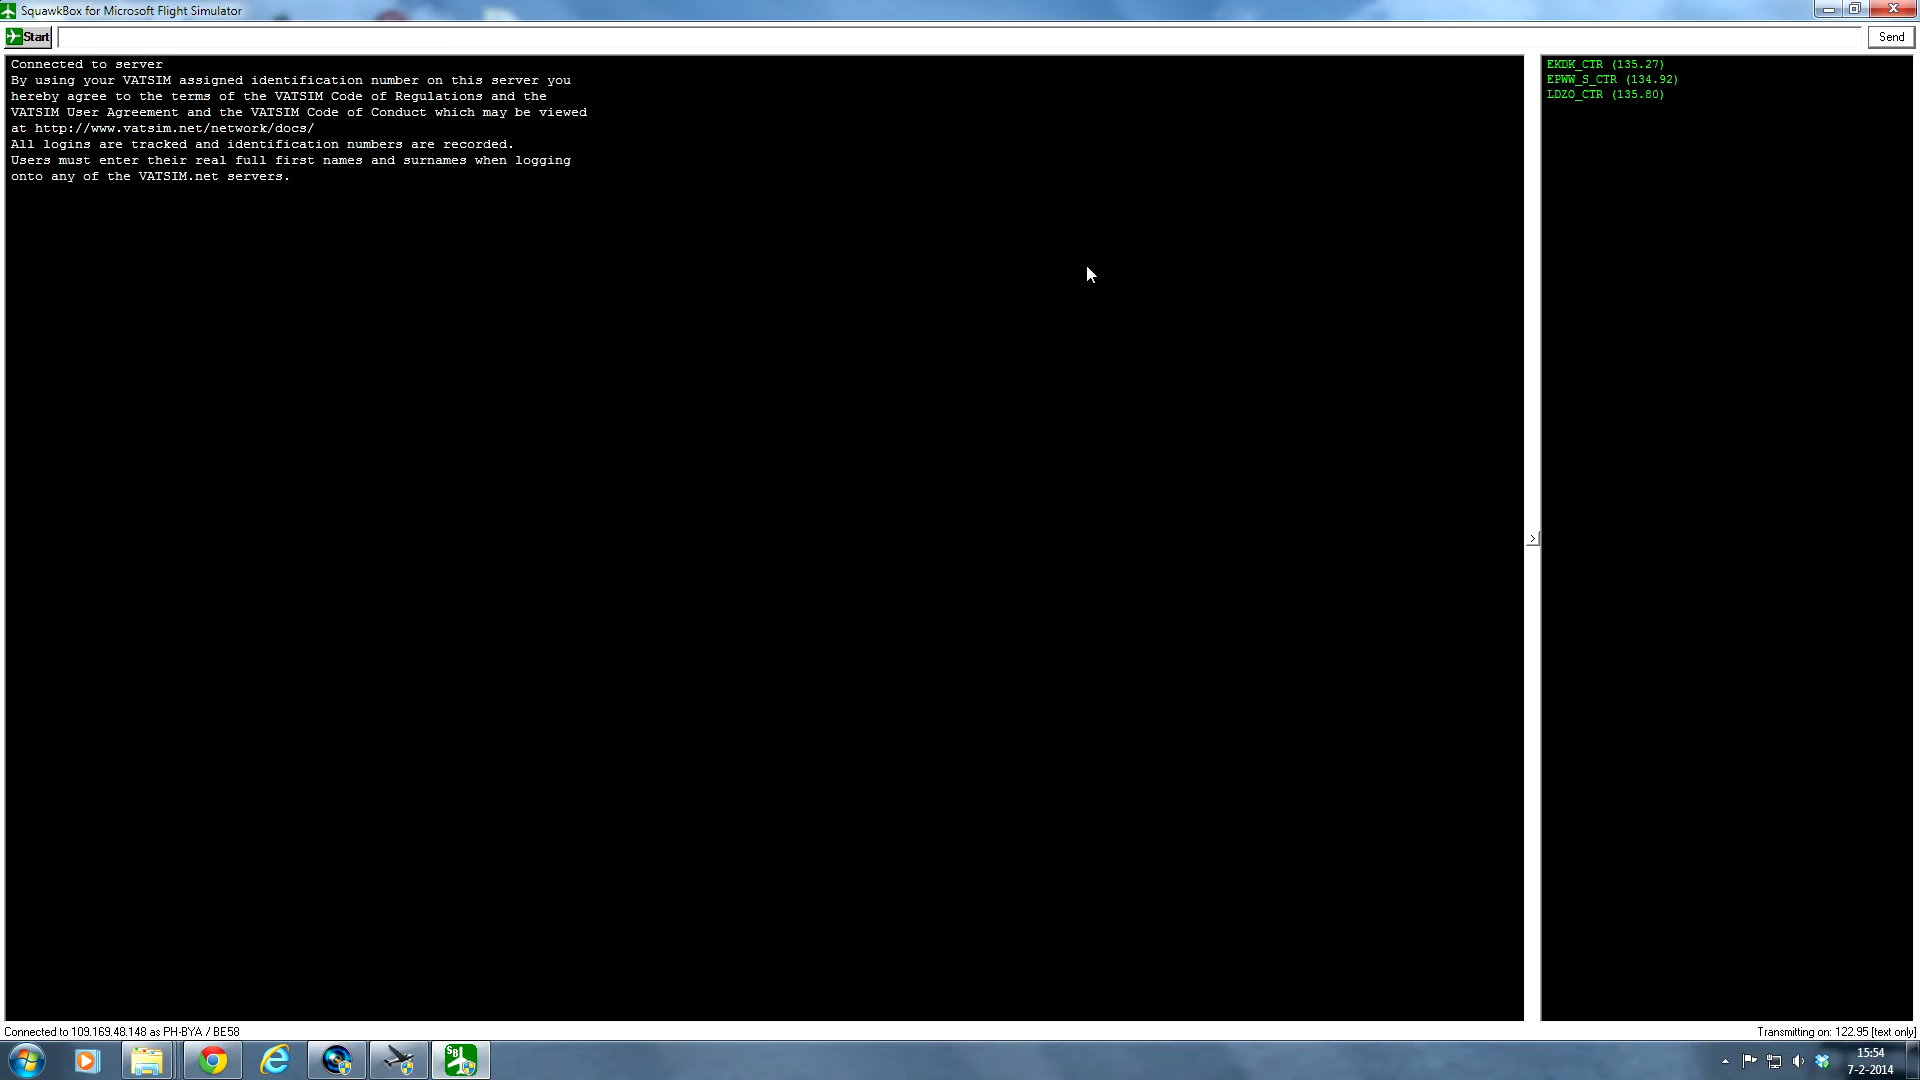 SquawkBox for Microsoft Flight Simulator
Start
Send
Connected to server
By using your VATSIM assigned identification number on this server you
hereby agree to the terms of the VATSIM Code of Regulations and the
VATSIM User Agreement and the VATSIM Code of Conduct which may be viewed
at http://www.vatsim.net/network/docs/
All logins are tracked and identification numbers are recorded.
Users must enter their real full first names and surnames when logging
onto any of the VATSIM.net servers.
EKDK_CTR (135.27)
EPWW_S_CTR (134.92)
LDZO_CTR (135.80)
>
Connected to 109.169.48.148 as PH-BYA / BE58
Transmitting on: 122.95 [text only]
SB
15:54
7-2-2014